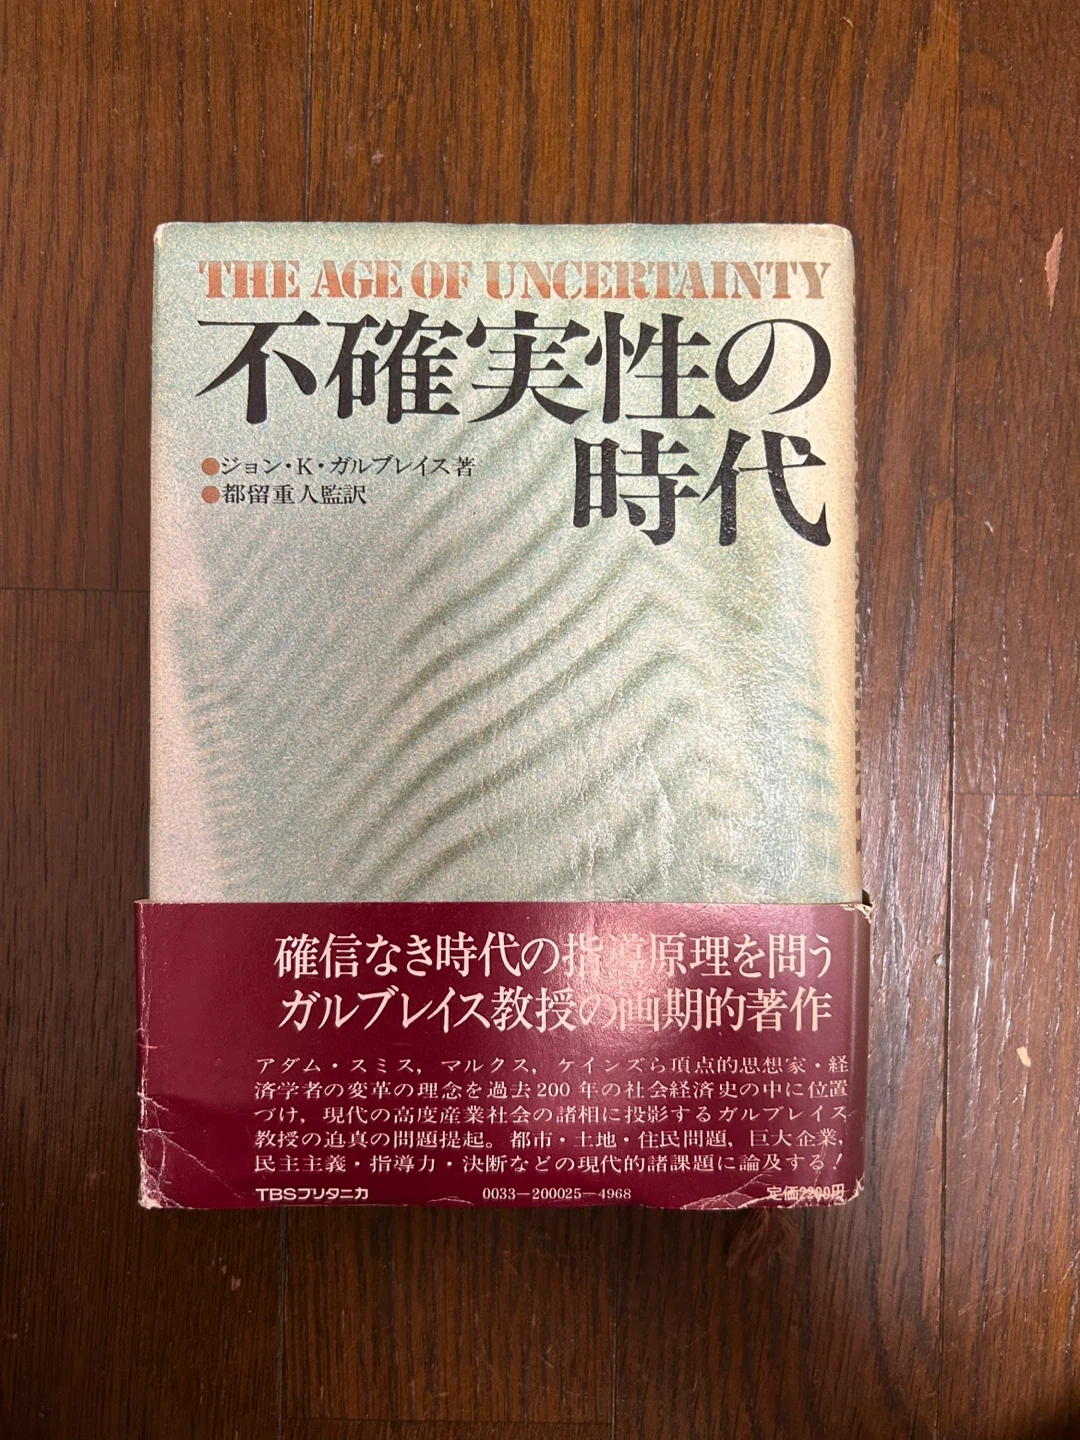 THE AGE OF UNCERTAINTY
不確実性の
時代
●ジョン・K・ガルブレイス著
●都留重人監訳
確信なき時代の指導原理を問う
ガルブレイス教授の画期的著作
アダム・スミス，マルクス，ケインズら頂点的思想家・経
済学者の変革の理念を過去200年の社会経済史の中に位置
づけ，現代の高度産業社会の諸相に投影するガルブレイス
教授の迫真の問題提起。都市・土地・住民問題，巨大企業，
民主主義・指導力・決断などの現代的諸課題に論及する！
TBSブリタニカ 0033-200025-4968 定価2200円